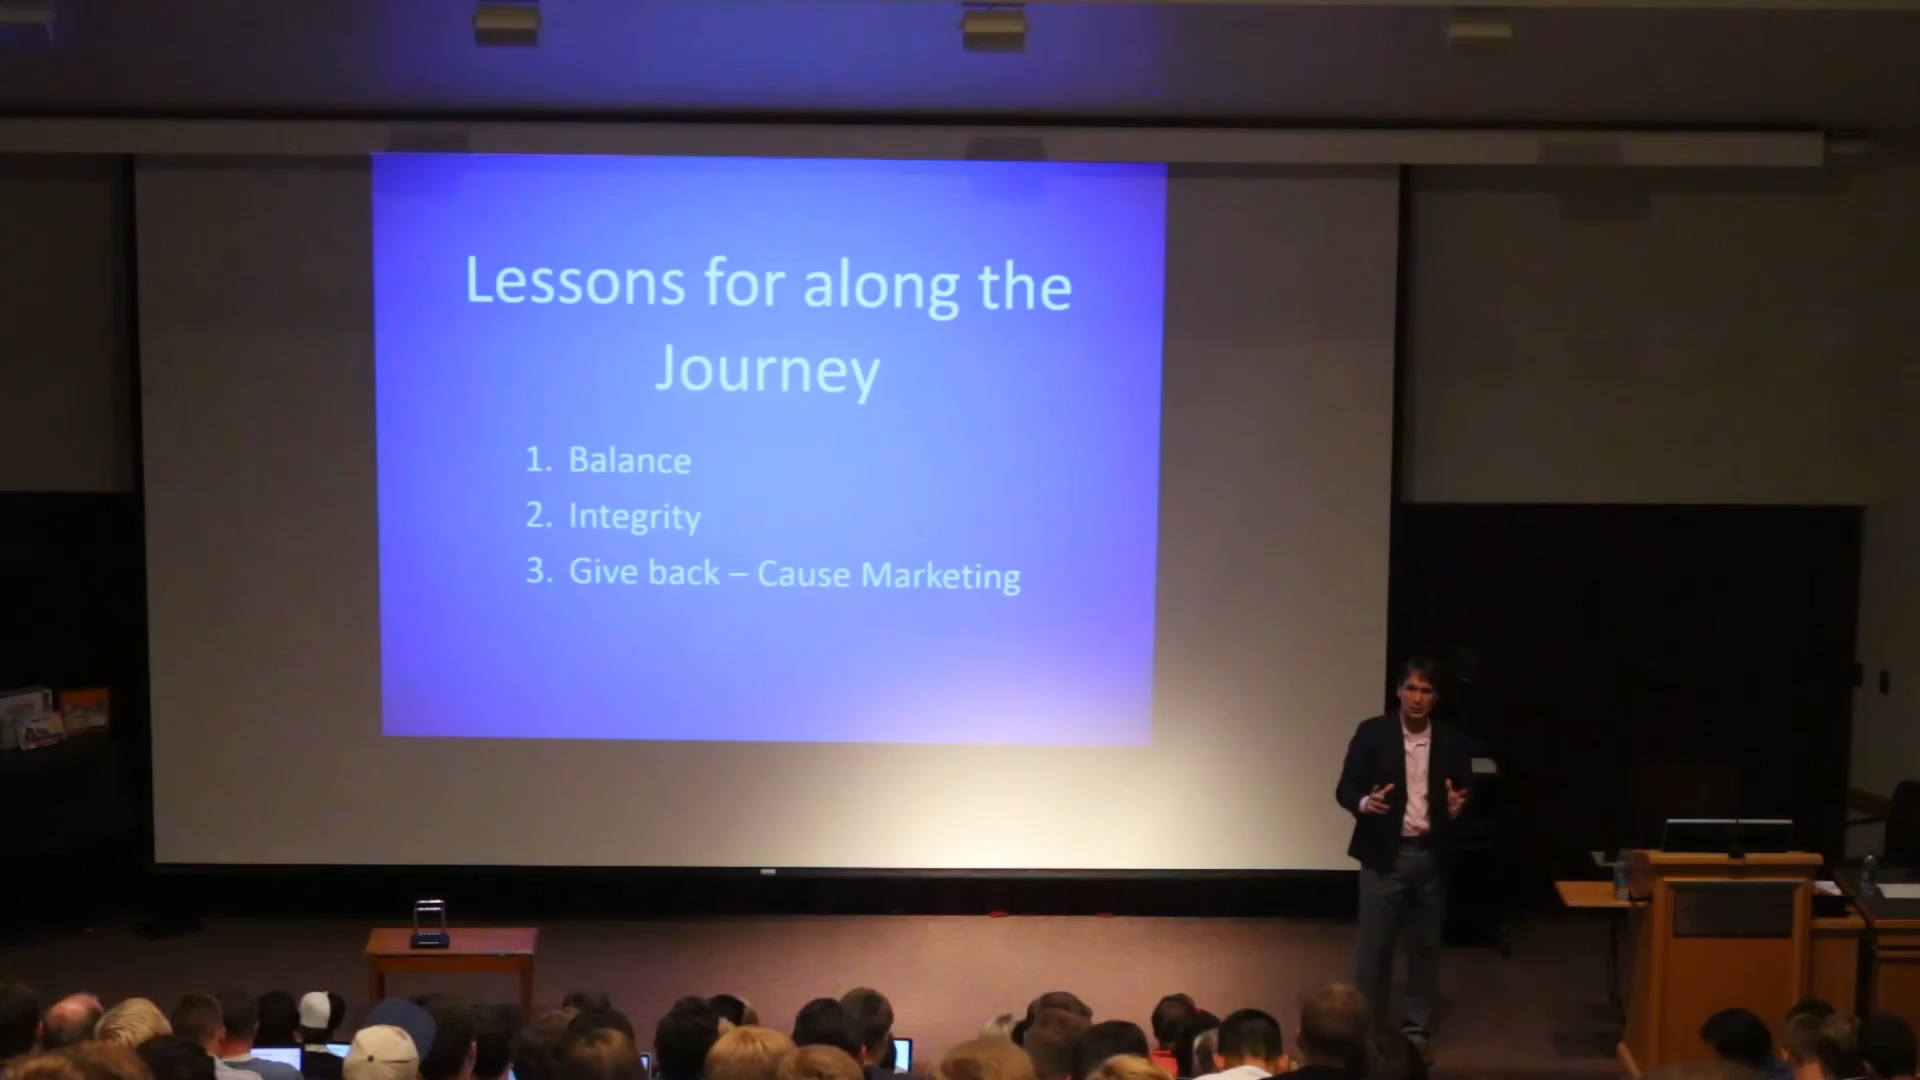 Lessons for along the
Journey
1. Balance
2. Integrity
3. Give back – Cause Marketing